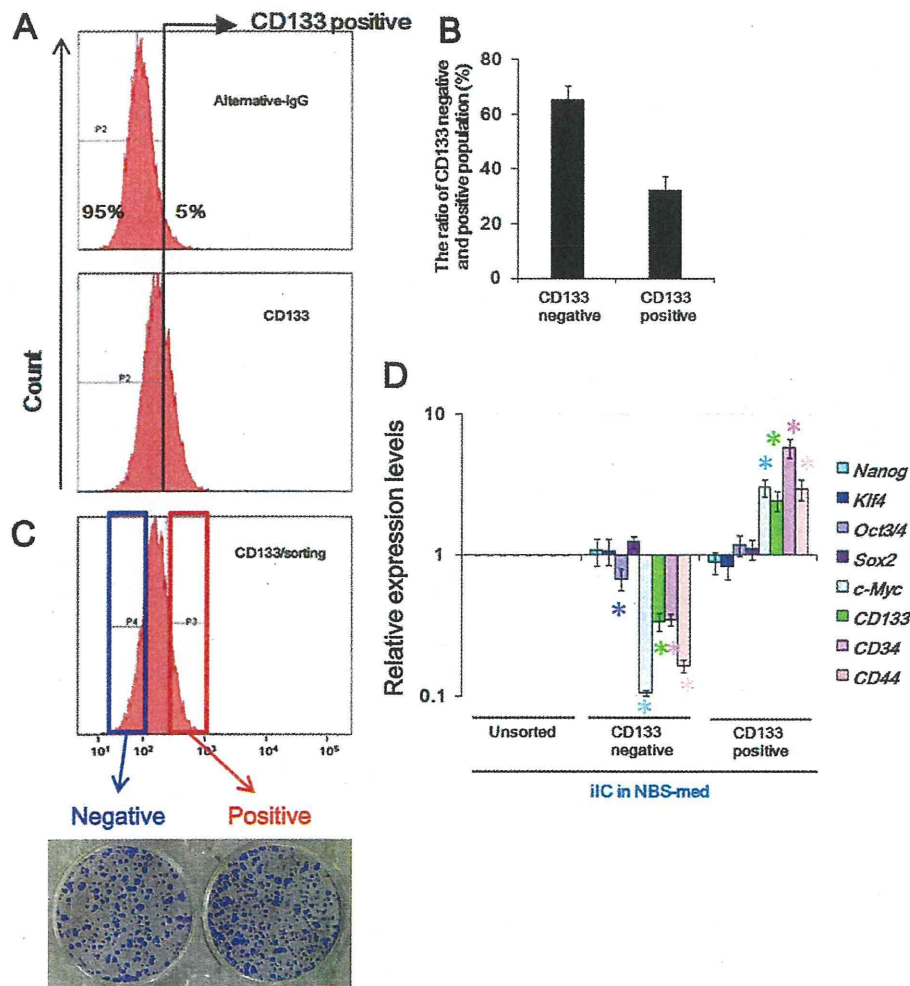 A
CD133 positive
Alternative-IgG
P2
95%
5%
CD133
P2
Count
C
CD133/sorting
P4
P3
10¹ 10² 10³ 10⁴ 10⁵
Negative
Positive
B
The ratio of CD133 negative
and positive population (%)
80
60
40
20
0
CD133
negative
CD133
positive
D
Relative expression levels
10
1
0.1
*
*
*
*
*
*
*
*
*
Unsorted
CD133
negative
CD133
positive
iIC in NBS-med
Nanog
Klf4
Oct3/4
Sox2
c-Myc
CD133
CD34
CD44